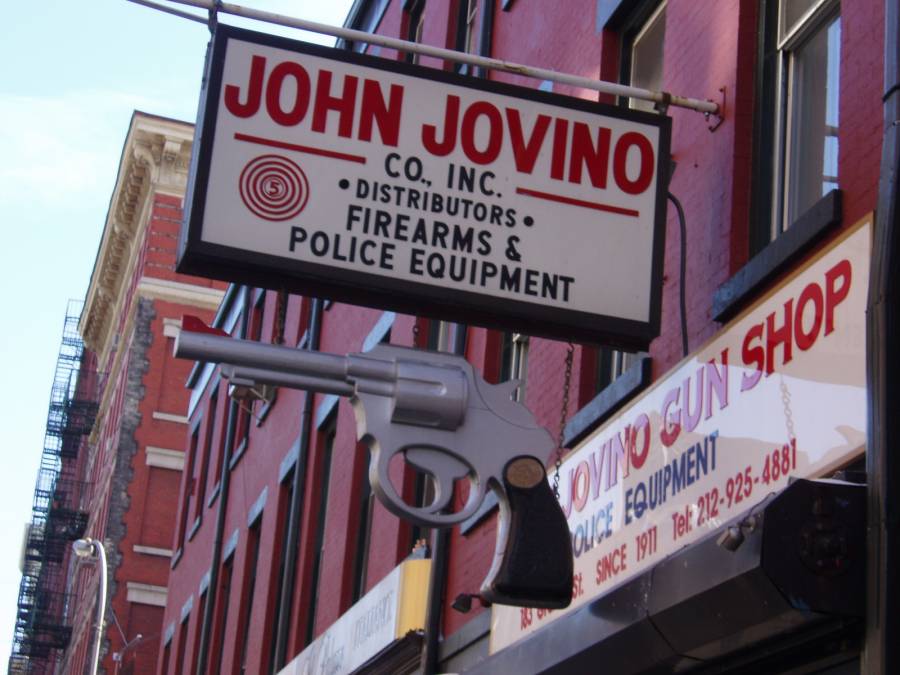 JOHN JOVINO
CO., INC.
• DISTRIBUTORS •
FIREARMS &
POLICE EQUIPMENT
5
JOVINO GUN SHOP
POLICE EQUIPMENT
SINCE 1911 Tel: 212-925-4881